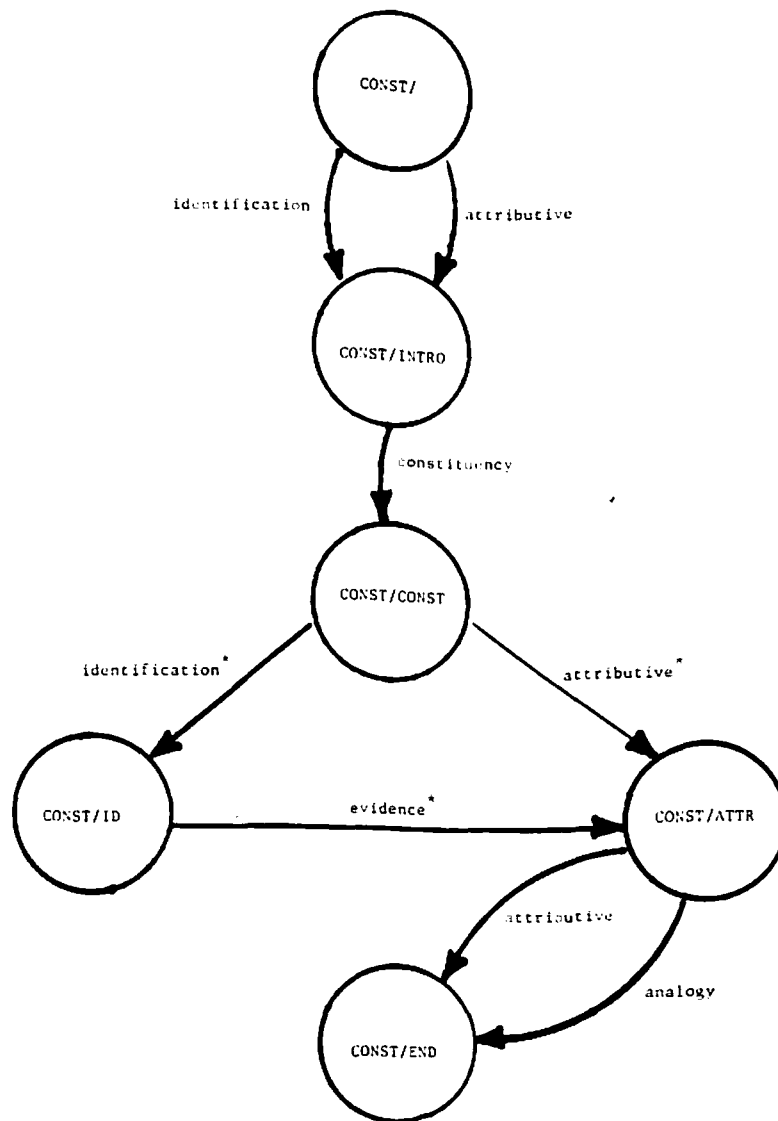 CONST/
identification
attributive
CONST/INTRO
constituency
CONST/CONST
identification*
attributive*
CONST/ID
evidence*
CONST/ATTR
attributive
analogy
CONST/END